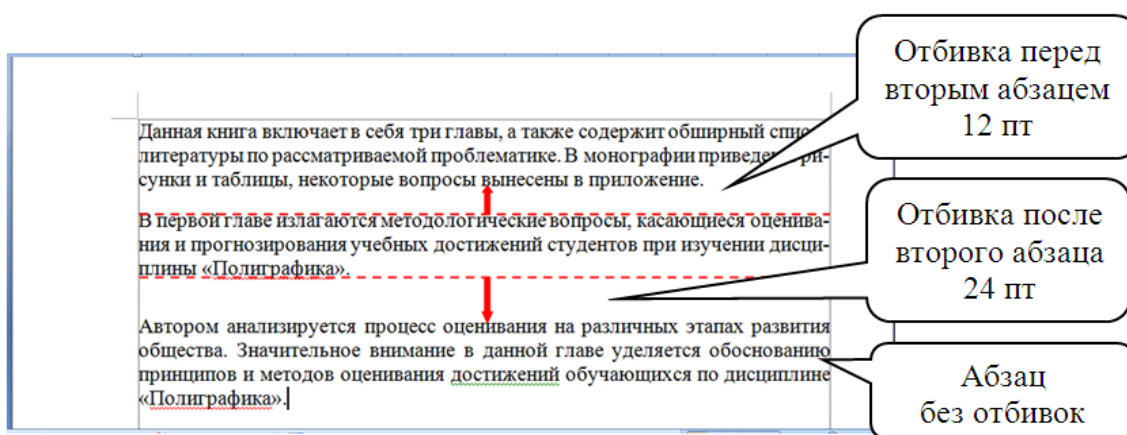 Отбивка перед
вторым абзацем
12 пт
Данная книга включает в себя три главы, а также содержит обширный
литературы по рассматриваемой проблематике. В монографии
сунки и таблицы, некоторые вопросы вынесены в приложение.
В первой главе излагаются методологические вопросы, касающиеся оценива-
ния и прогнозирования учебных достижений студентов при изучении дисци-
плины «Полиграфика».
Отбивка после
второго абзаца
24 пт
Автором анализируется процесс оценивания на различных этапах развития
общества. Значительное внимание в данной главе уделяется обоснованию
принципов и методов оценивания достижений обучающихся по дисциплине
«Полиграфика».
Абзац
без отбивок